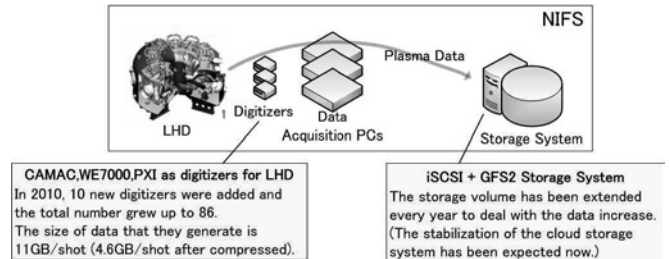 NIFS
Plasma Data
LHD
Digitizers
Data
Acquisition PCs
Storage System
CAMAC,WE7000,PXI as digitizers for LHD
In 2010, 10 new digitizers were added and
the total number grew up to 86.
The size of data that they generate is
11GB/shot (4.6GB/shot after compressed).
iSCSI + GFS2 Storage System
The storage volume has been extended
every year to deal with the data increase.
(The stabilization of the cloud storage
system has been expected now.)